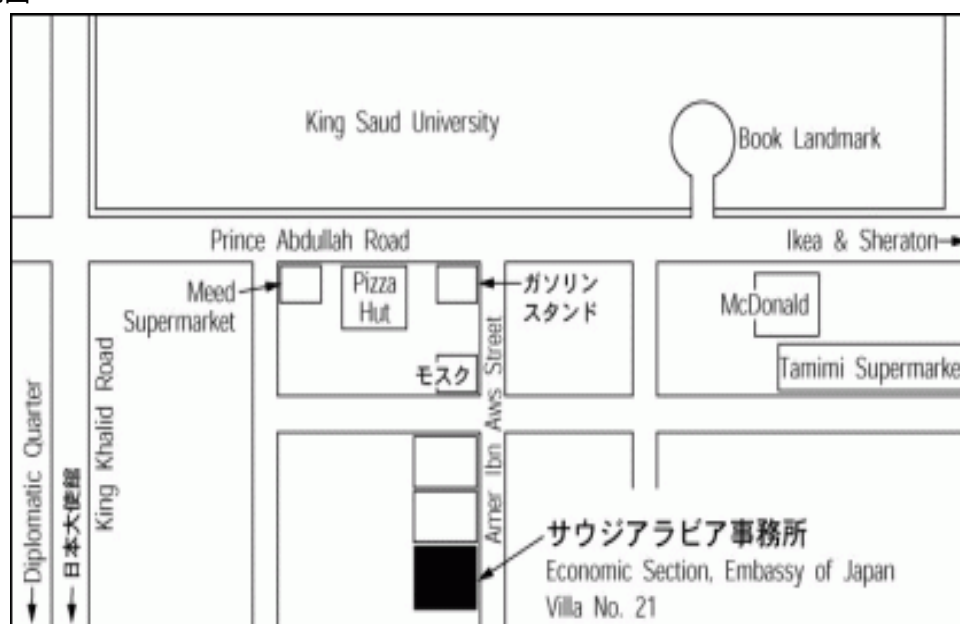 King Saud University
Book Landmark
Prince Abdullah Road
Ikea & Sheraton
Meed
Supermarket
Pizza
Hut
ガソリン
スタンド
McDonald
モスク
Tamimi Supermarke
King Khalid Road
Amer Ibn Aws Street
Diplomatic Quarter
日本大使館
サウジアラビア事務所
Economic Section, Embassy of Japan
Villa No. 21